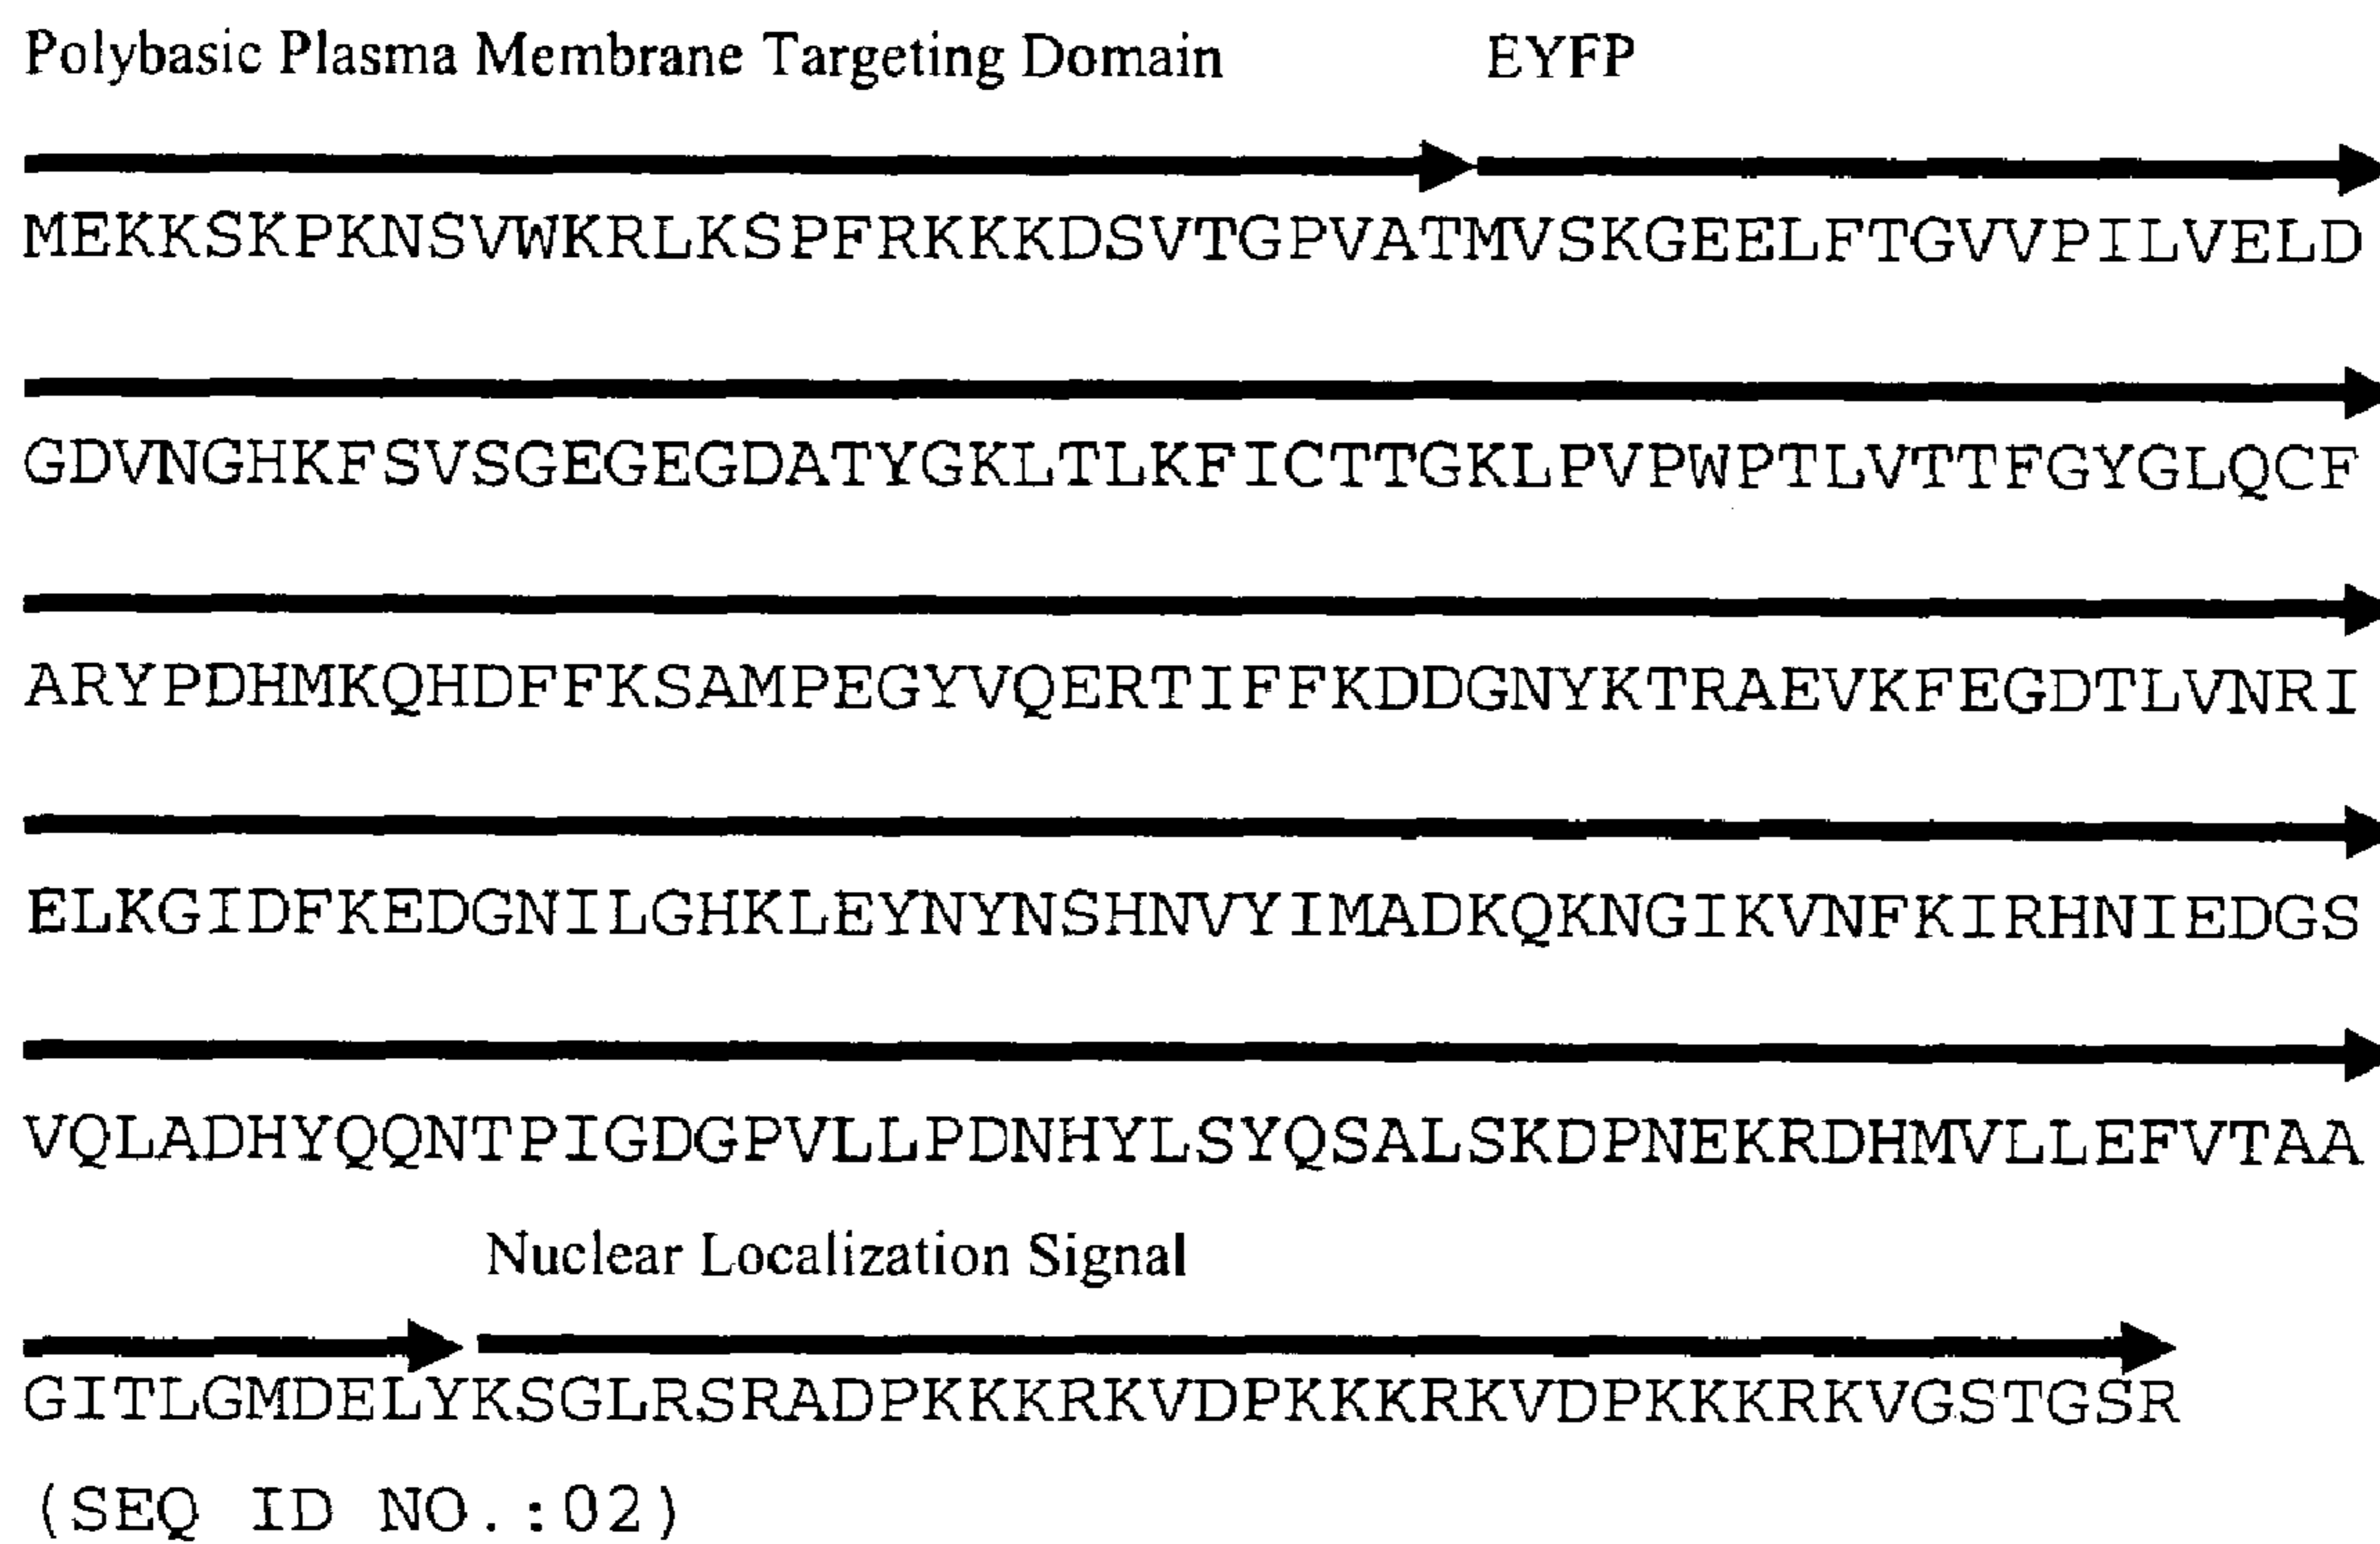 Polybasic Plasma Membrane Targeting Domain EYFP
MEKKSKPKNSVWKRLKSPFRKKKDSVTGPVATMVSKGEELFTGVVPILVELD
GDVNGHKFSVSGEGEGDATYGKLTLKFICTTGKLPVPWPTLVTTFGYGLQCF
ARYPDHMKQHDFFKSAMPEGYVQERTIFFKDDGNYKTRAEVKFEGDTLVNRI
ELKGIDFKEDGNILGHKLEYNYNSHNVYIMADKQKNGIKVNFKIRHNIEDGS
VQLADHYQQNTPIGDGPVLLPDNHYLSYQSALSKDPNEKRDHMVLLEFVTAA
Nuclear Localization Signal
GITLGMDELYKSGLRSRADPKKKRKVDPKKKRKVDPKKKRKVGSTGSR
(SEQ ID NO.:02)